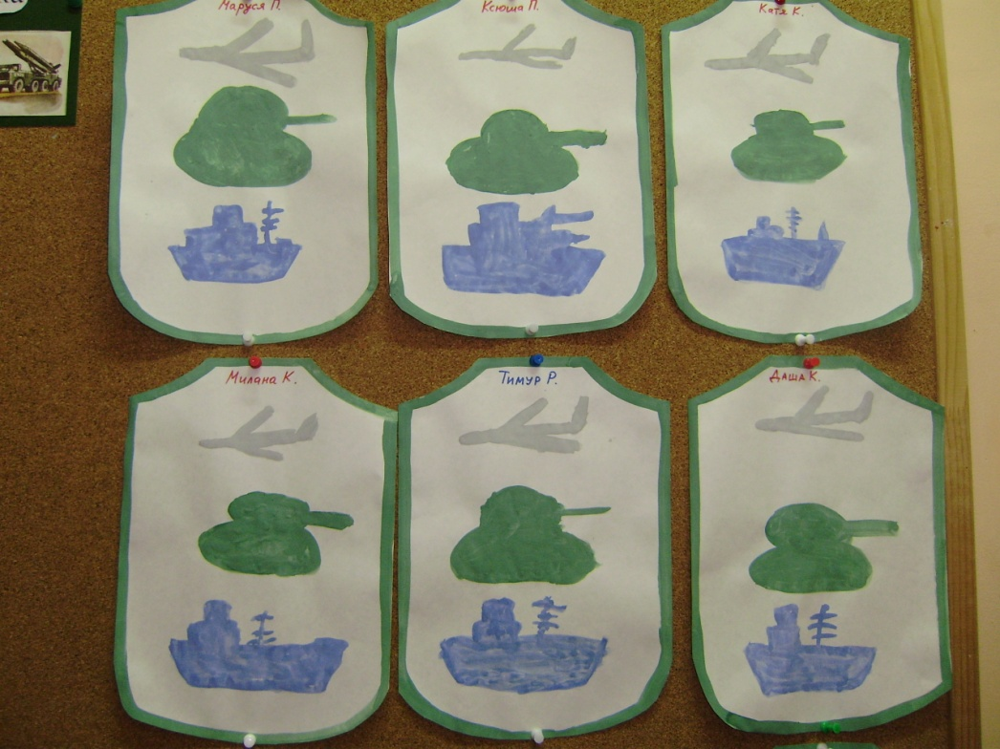 Маруся П.
Ксюша П.
Катя К.
Милана К.
Тимур Р.
Даша К.